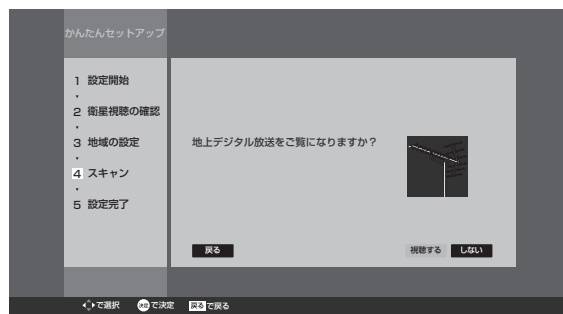 かんたんセットアップ
1 設定開始
・
2 衛星視聴の確認
・
3 地域の設定
・
4 スキャン
・
5 設定完了
地上デジタル放送をご覧になりますか？
戻る 視聴する しない
で選択 決定 で決定 戻る で戻る